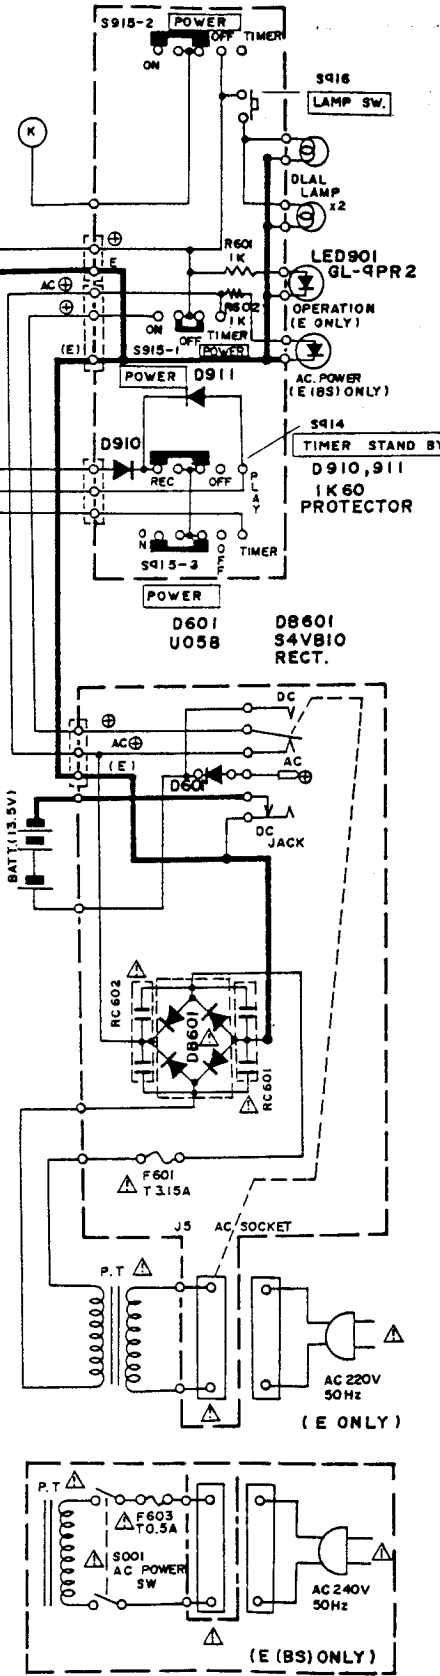 S915-2
POWER
OFF TIMER
ON
S916
LAMP SW.
K
DLAL
LAMP
x2
⊕
E
R601
1K
LED901
GL-9PR2
AC⊕
⊕
R602
1K
OPERATION
(E ONLY)
ON
OFF
TIMER
(E)
S915-1
POWER
AC. POWER
(E(BS)ONLY)
POWER
D911
S914
TIMER STAND BY
D910
REC
OFF
PLAY
D910,911
1K60
PROTECTOR
ON
OFF
TIMER
S915-3
POWER
D601
U05B
DB601
S4VB10
RECT.
DC
⊕
AC⊕
(E)
AC
D601
⊕
BATT.(13.5V)
DC
JACK
RC602
DB601
RC601
F601
T3.15A
J5 AC SOCKET
P.T
AC 220V
50Hz
(E ONLY)
P.T
F603
T0.5A
S001
AC POWER
SW
AC 240V
50Hz
(E(BS)ONLY)